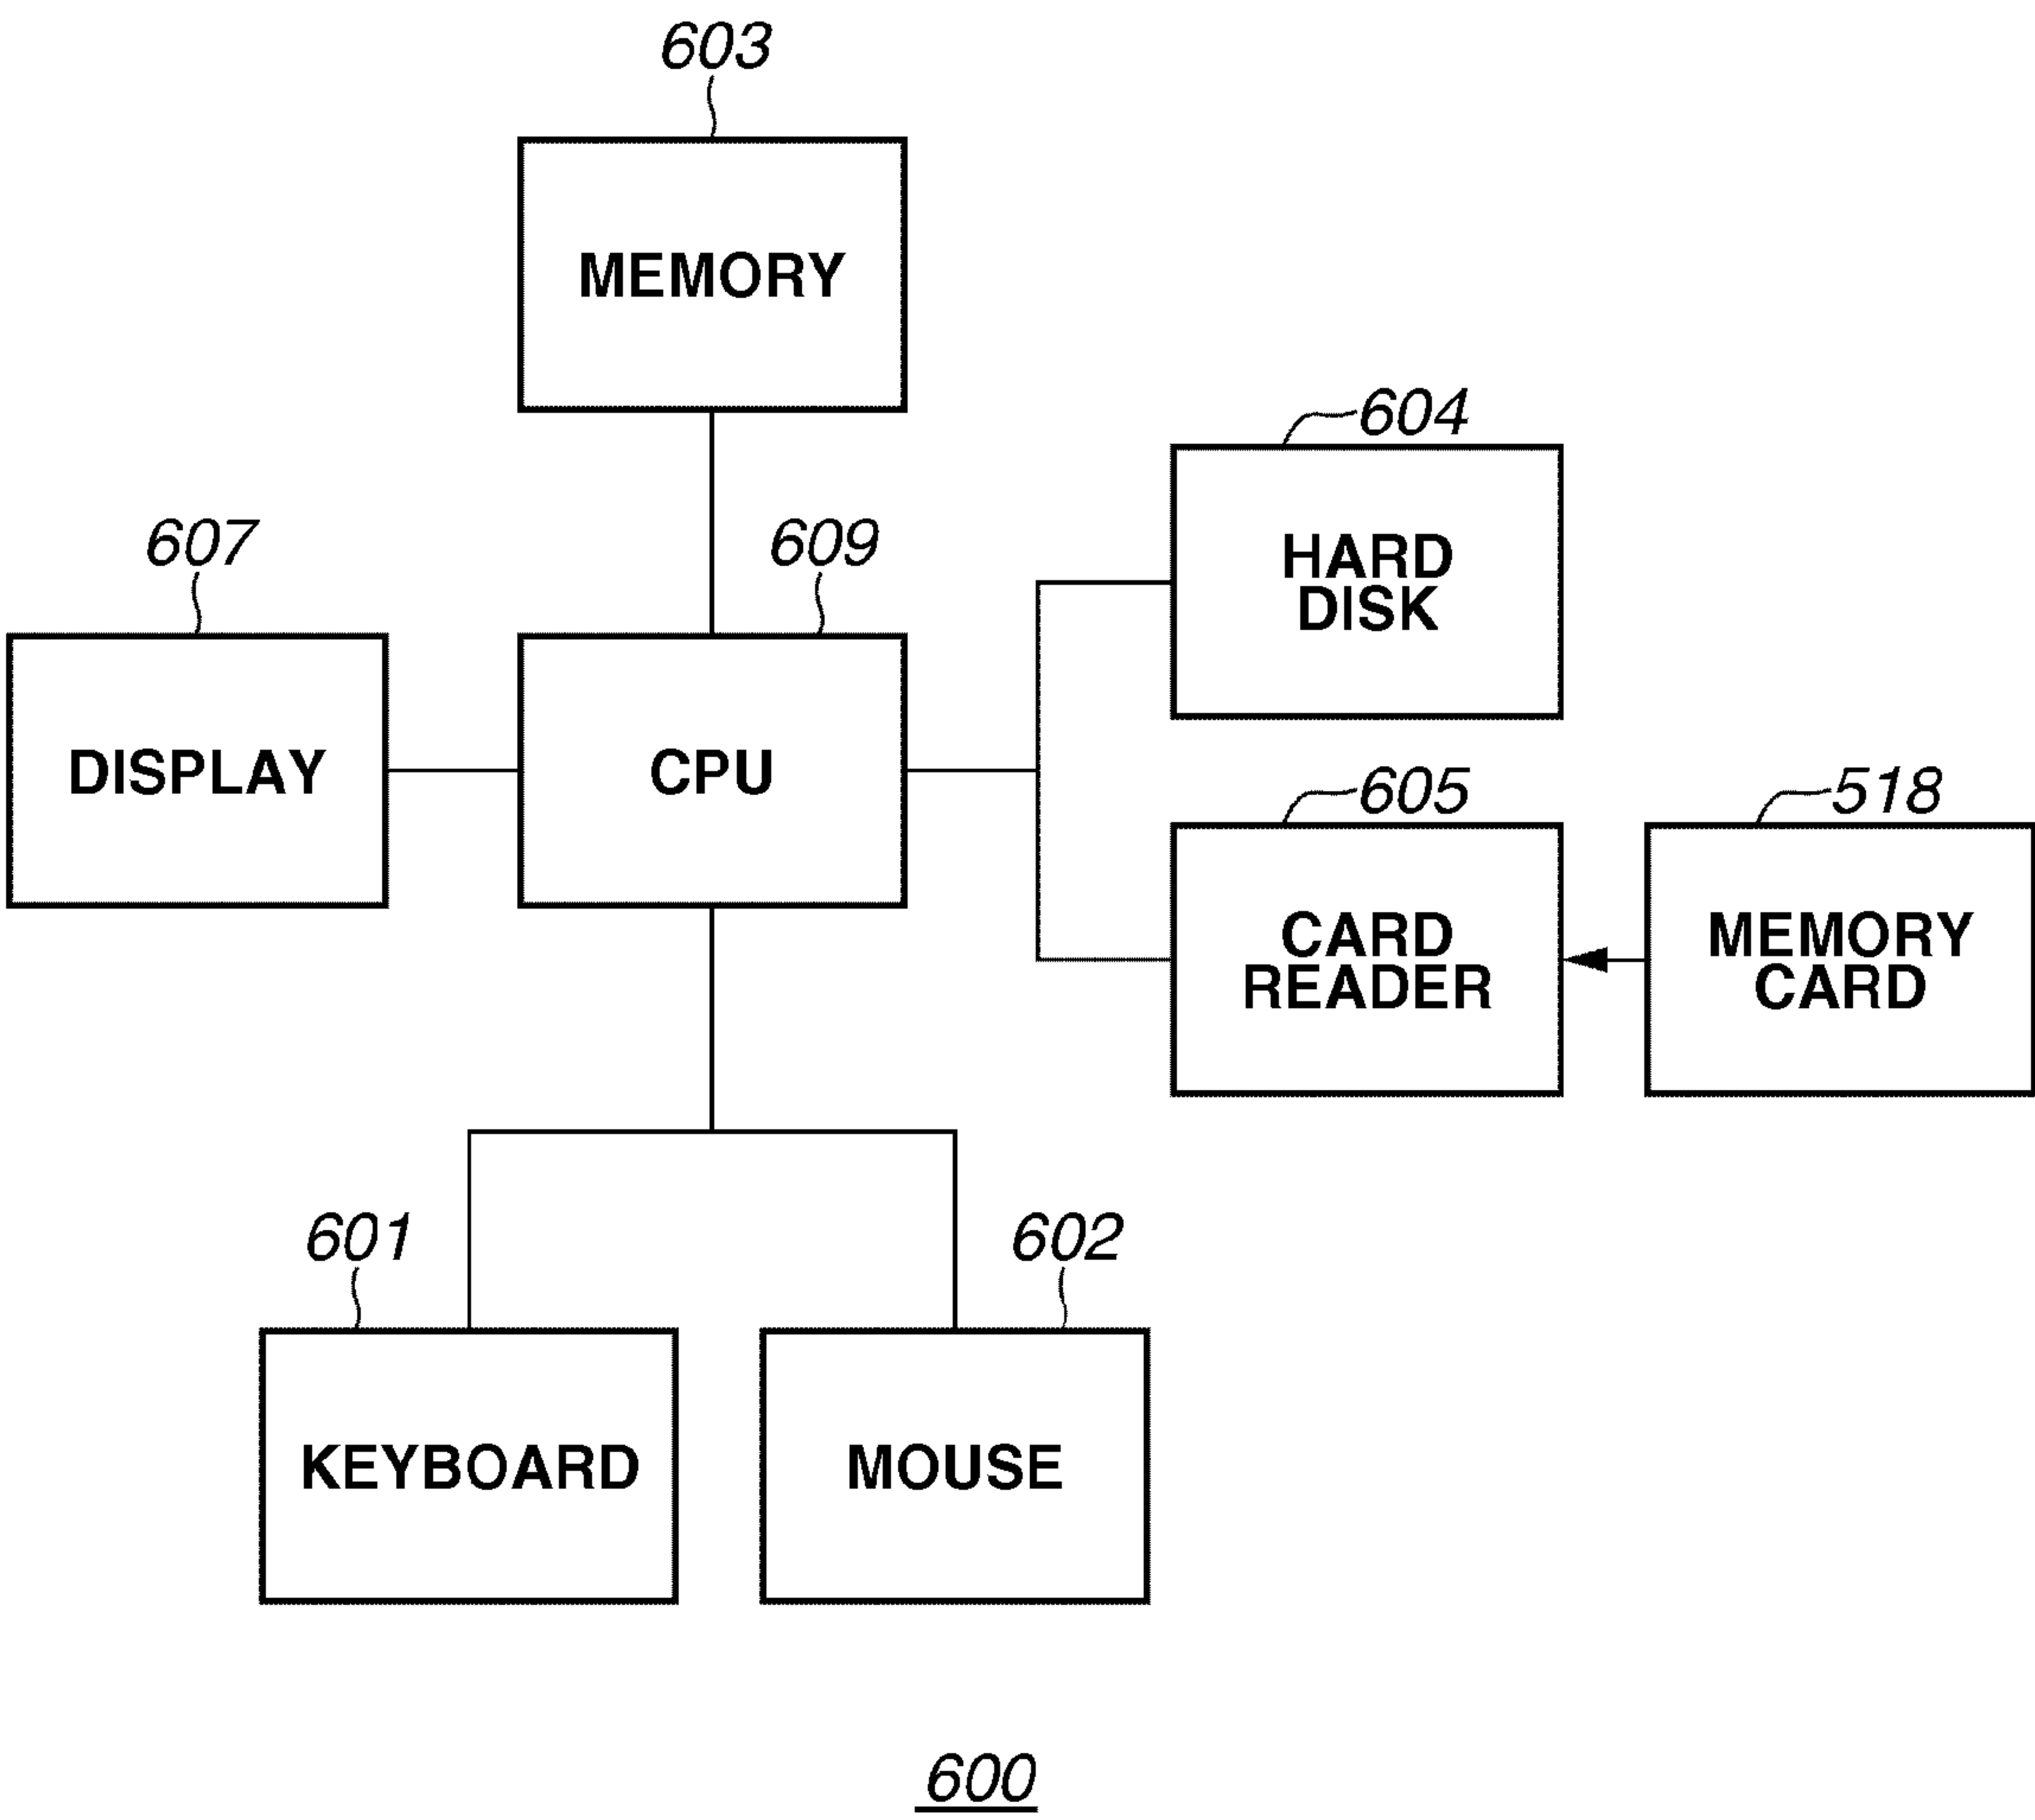 603
MEMORY
604
HARD
DISK
607
DISPLAY
609
CPU
605
CARD
READER
518
MEMORY
CARD
601
KEYBOARD
602
MOUSE
600